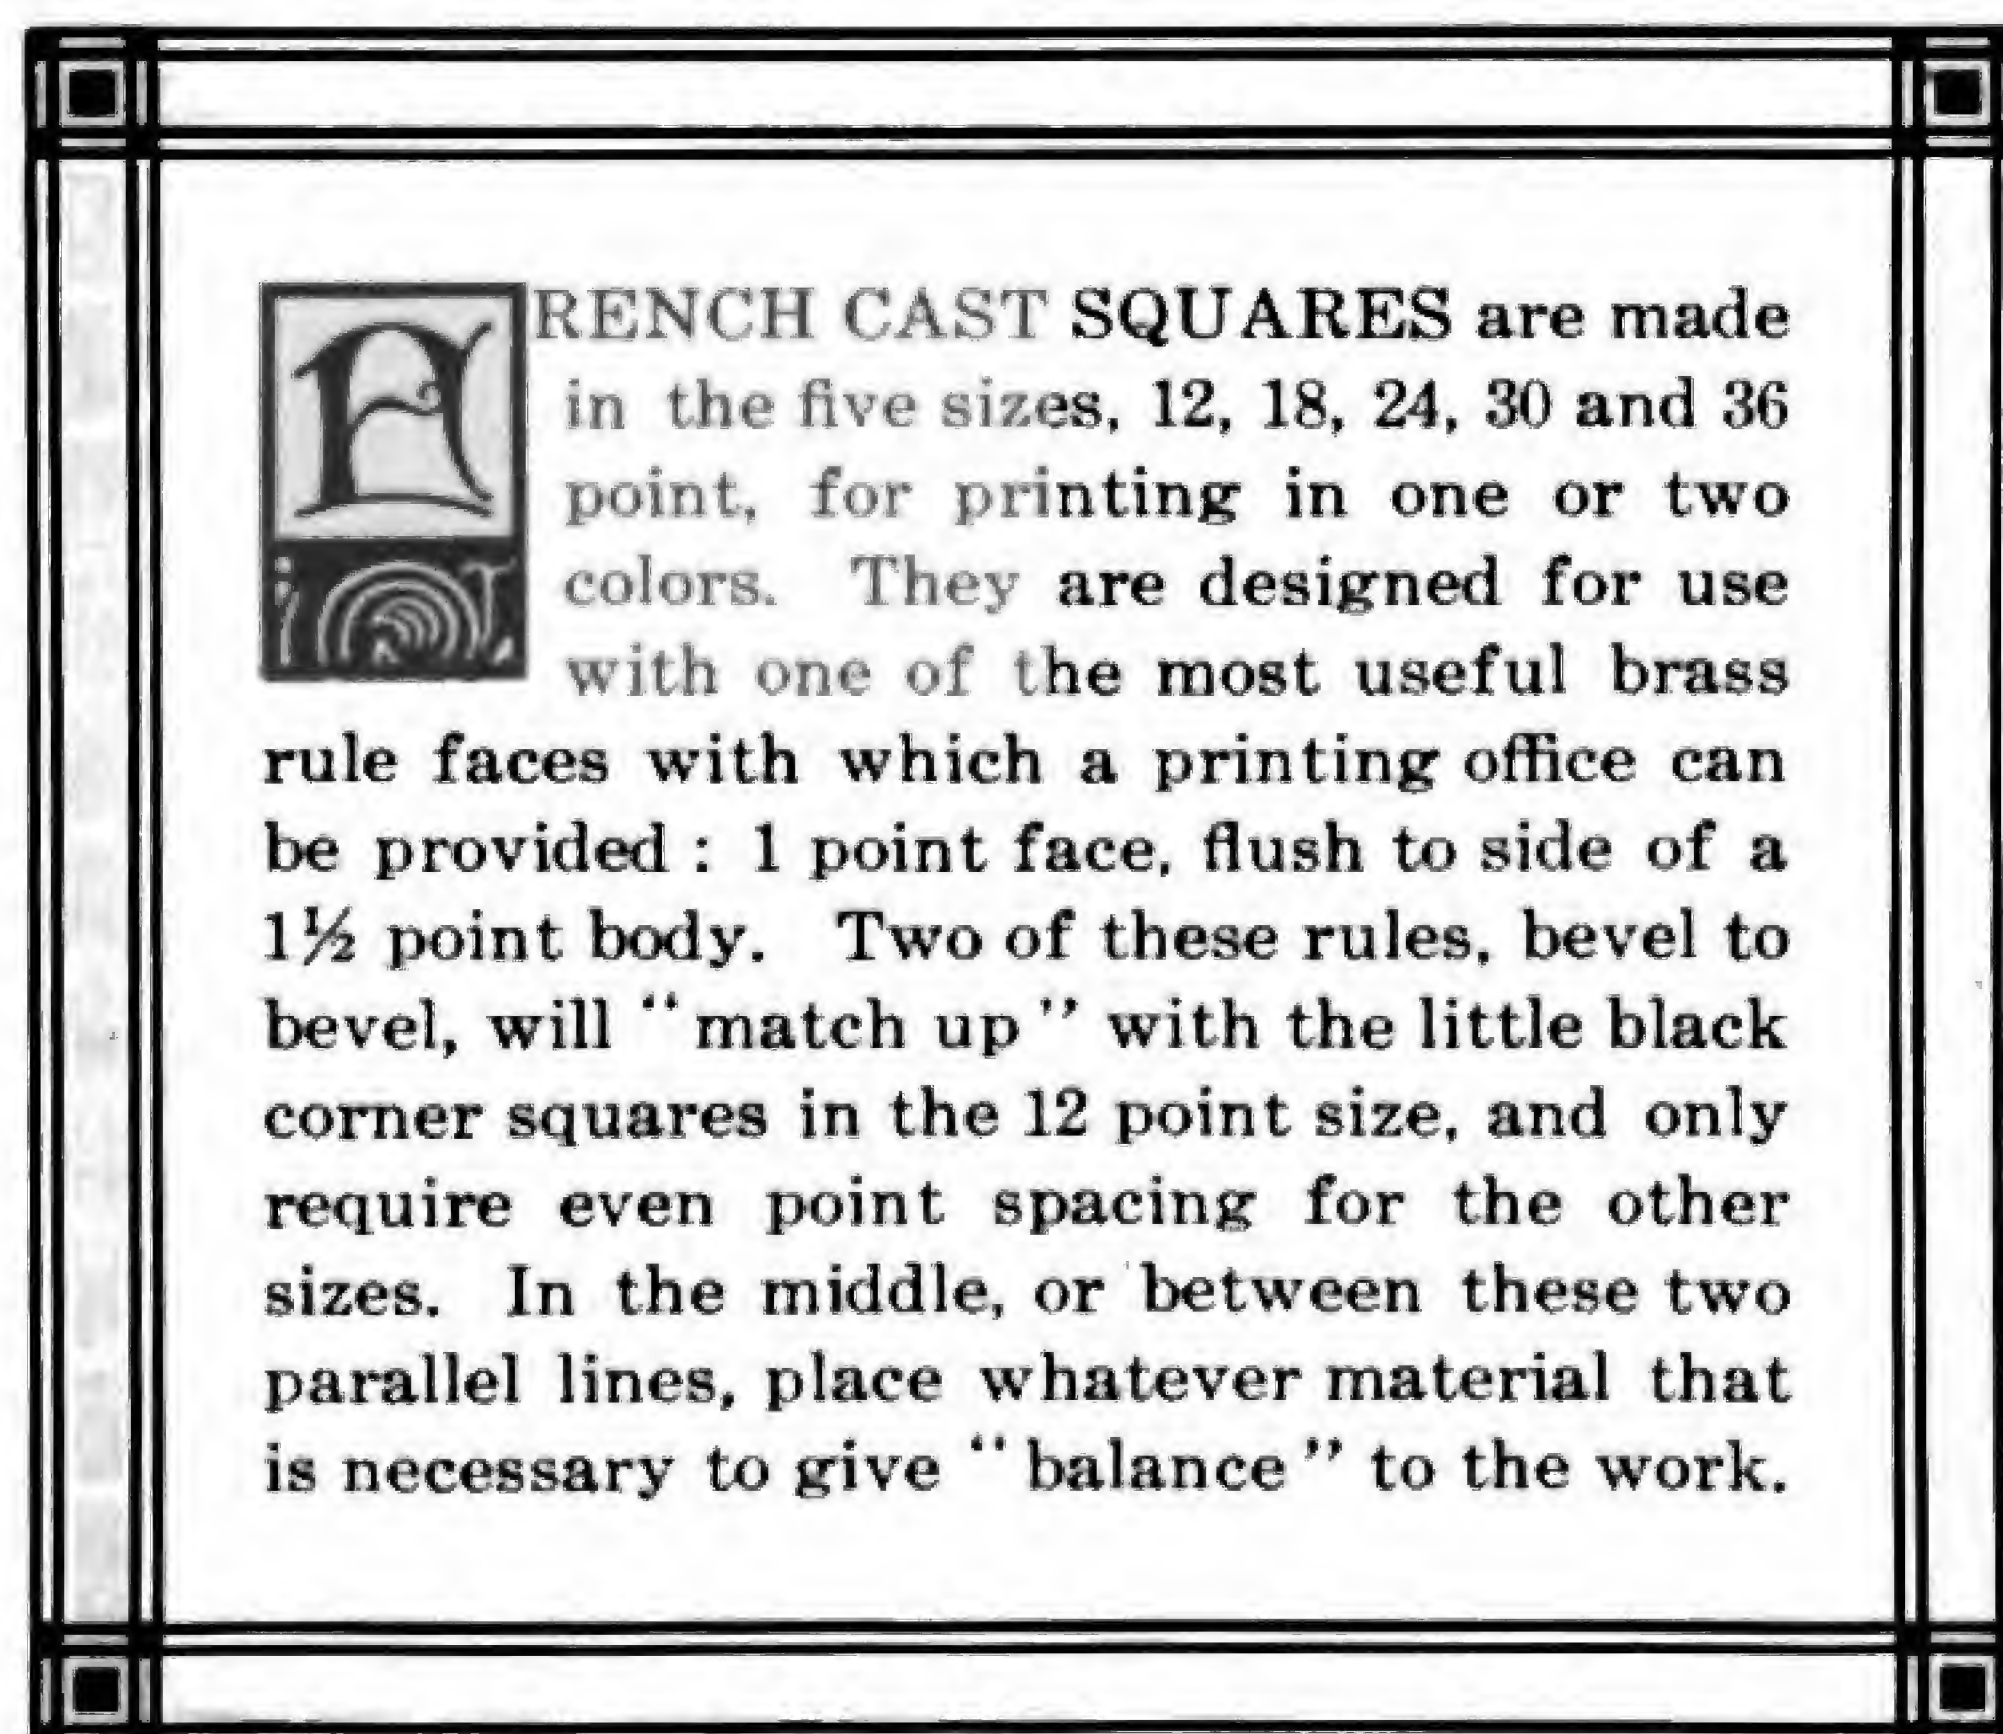 FRENCH CAST SQUARES are made
in the five sizes, 12, 18, 24, 30 and 36
point, for printing in one or two
colors. They are designed for use
with one of the most useful brass
rule faces with which a printing office can
be provided : 1 point face, flush to side of a
1½ point body. Two of these rules, bevel to
bevel, will “match up” with the little black
corner squares in the 12 point size, and only
require even point spacing for the other
sizes. In the middle, or between these two
parallel lines, place whatever material that
is necessary to give “balance” to the work.